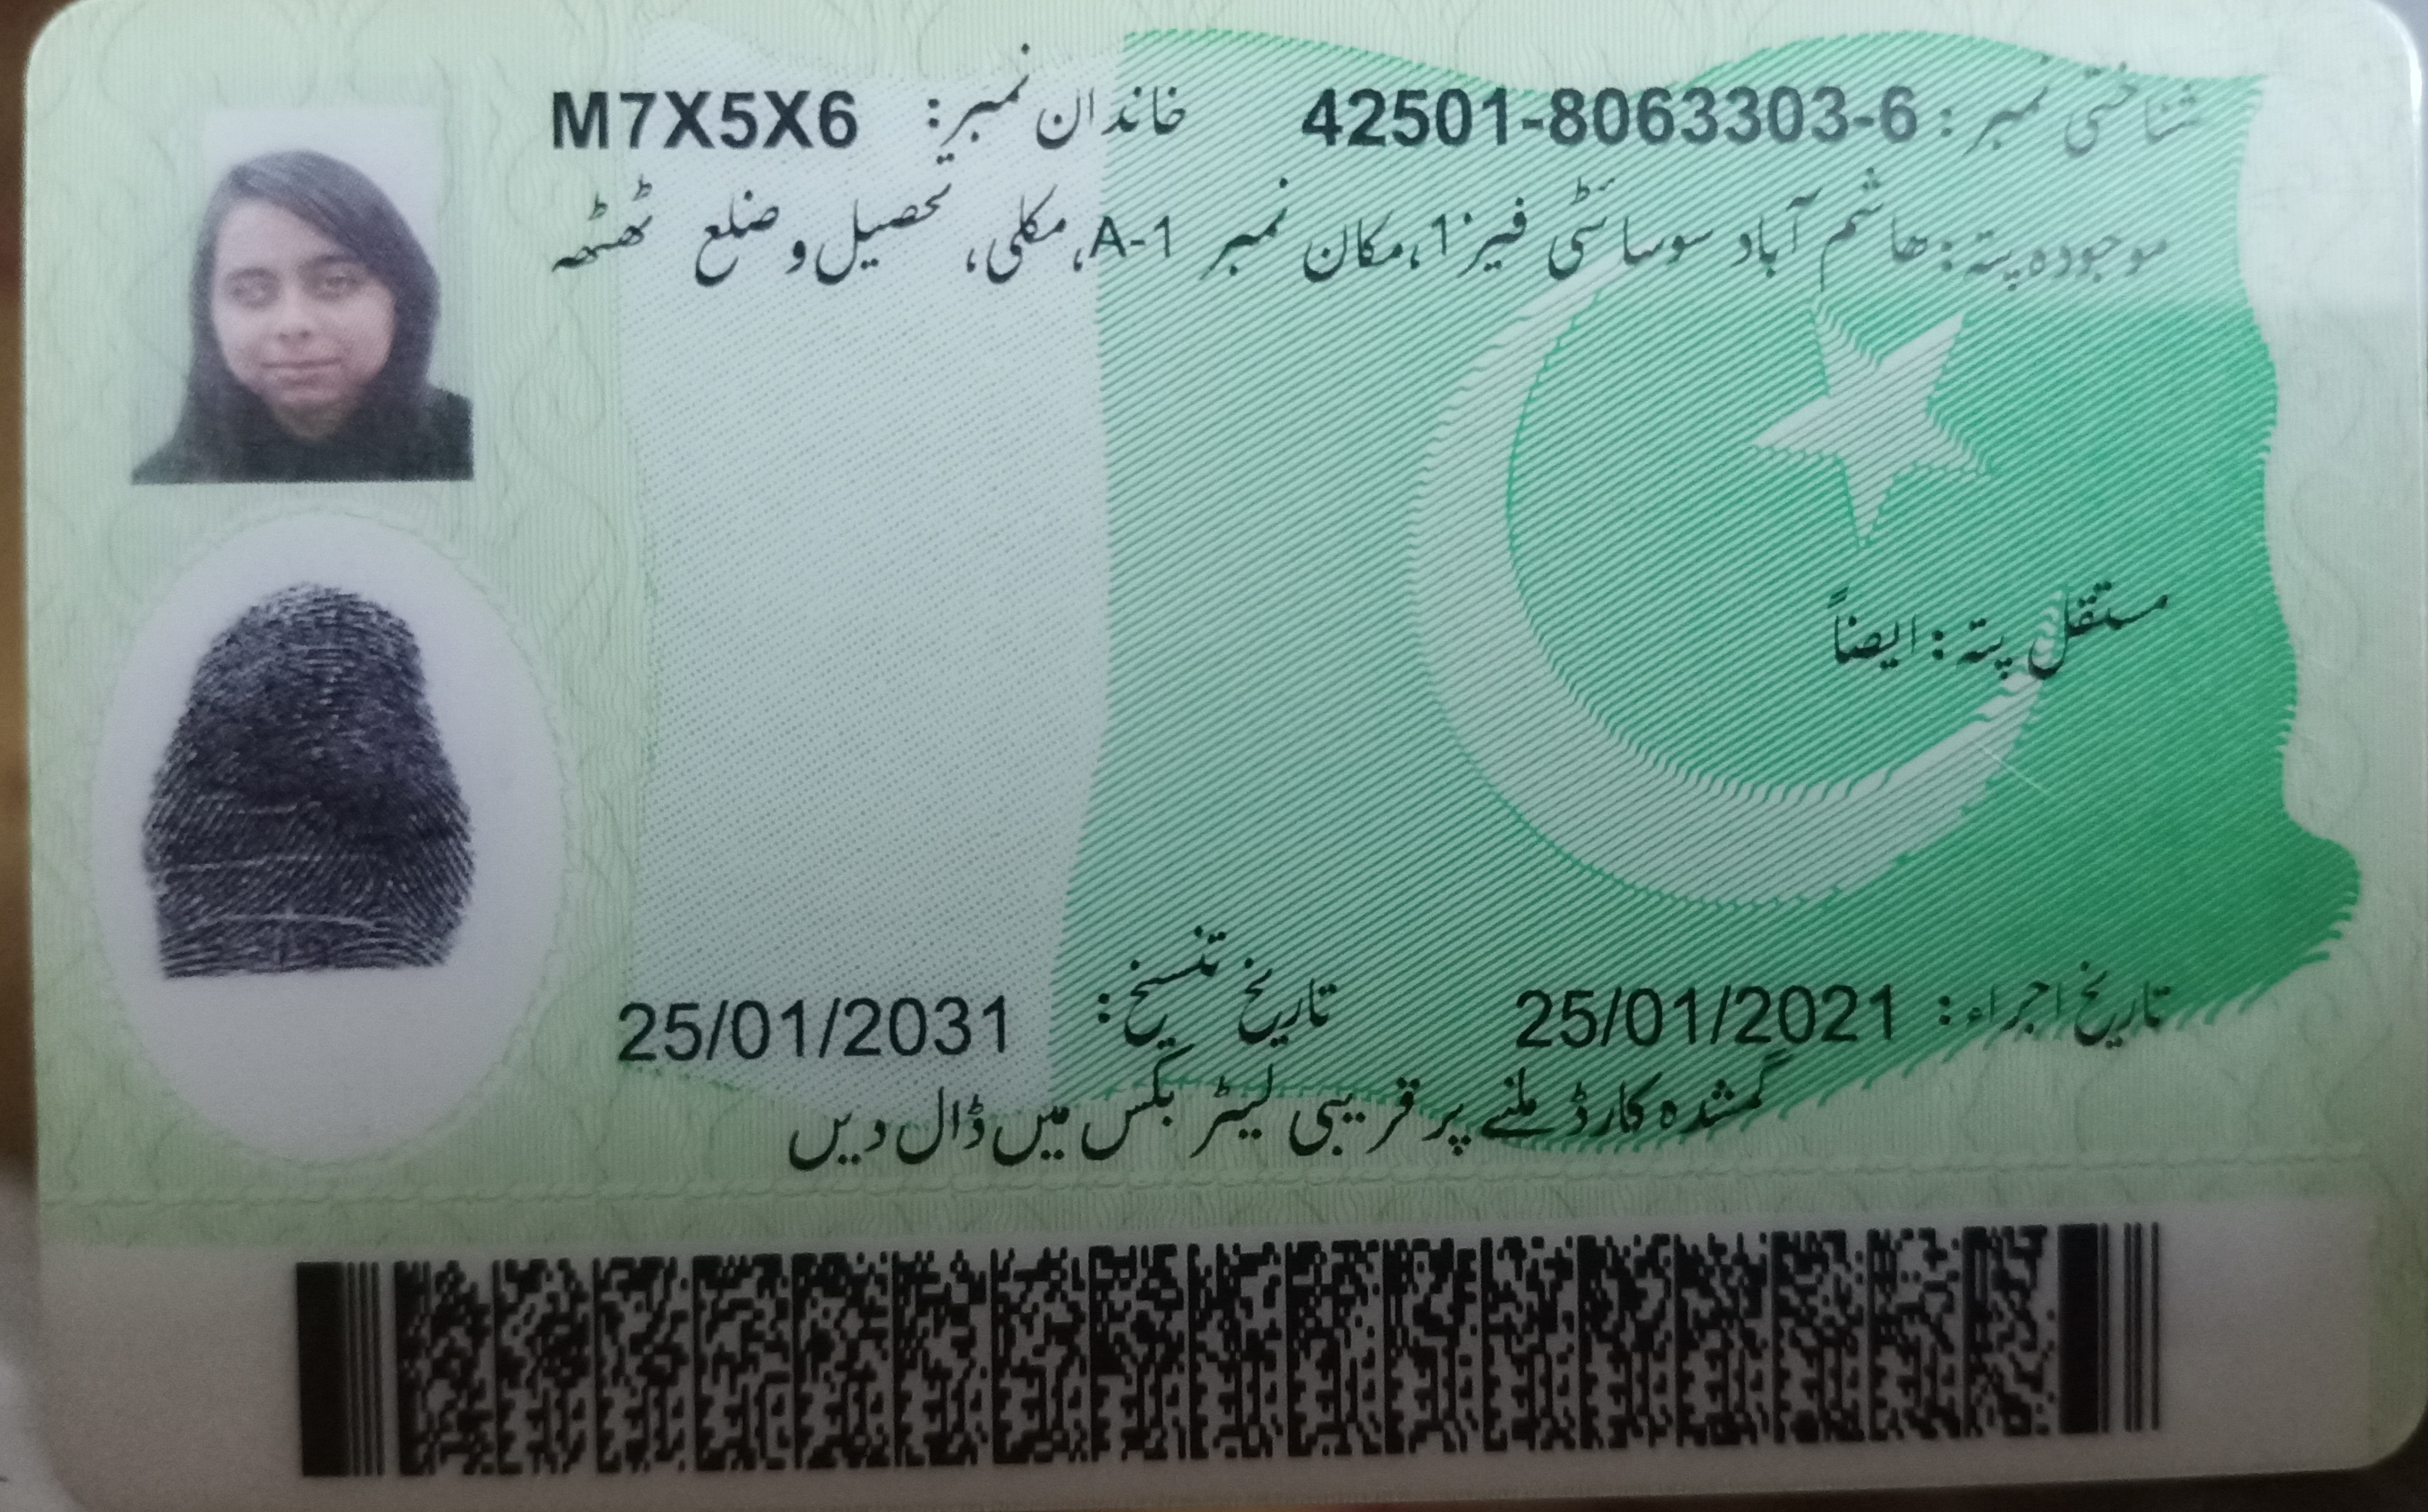 شناختی نمبر: 42501-8063303-6 خاندان نمبر: M7X5X6
موجودہ پتہ: ھاشم آباد سوسائٹی فیز 1، مکان نمبر A-1، مکلی، تحصیل و ضلع ٹھٹھہ
مستقل پتہ: ایضاً
تاریخ اجراء: 25/01/2021 تاریخ تنسیخ: 25/01/2031
گمشدہ کارڈ ملنے پر قریبی لیٹر بکس میں ڈال دیں